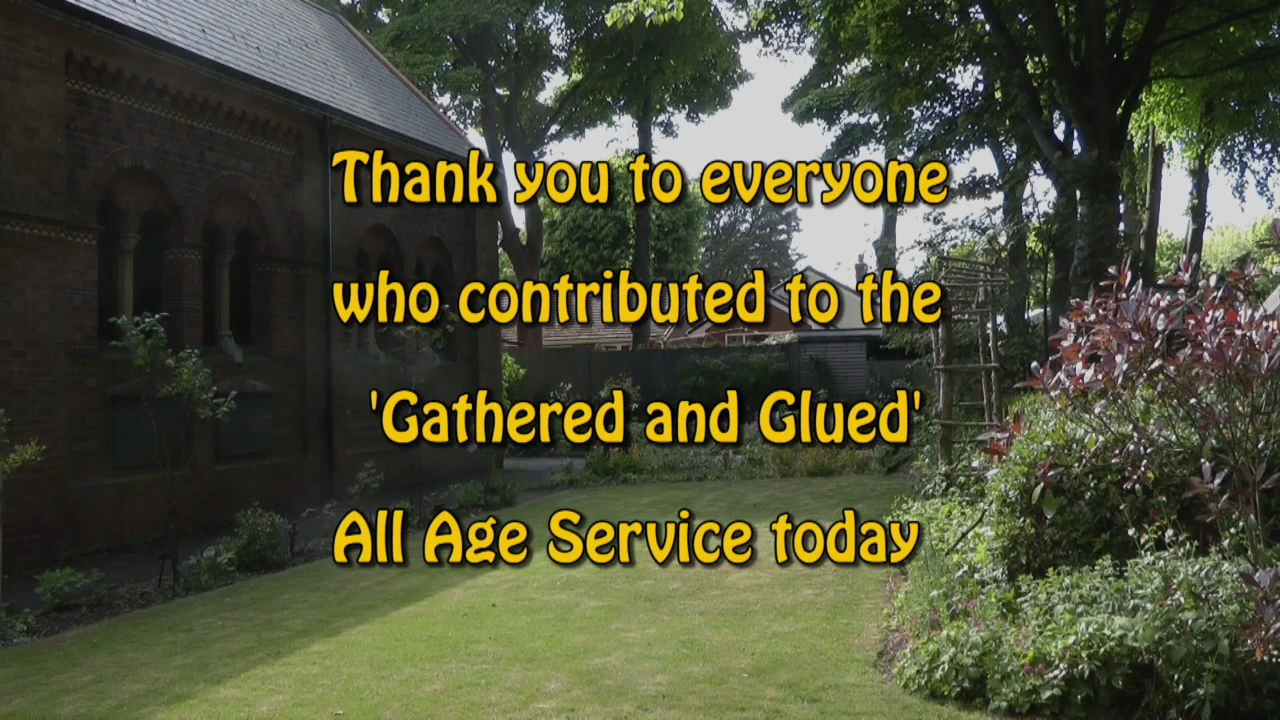 Thank you to everyone
who contributed to the
'Gathered and Glued'
All Age Service today